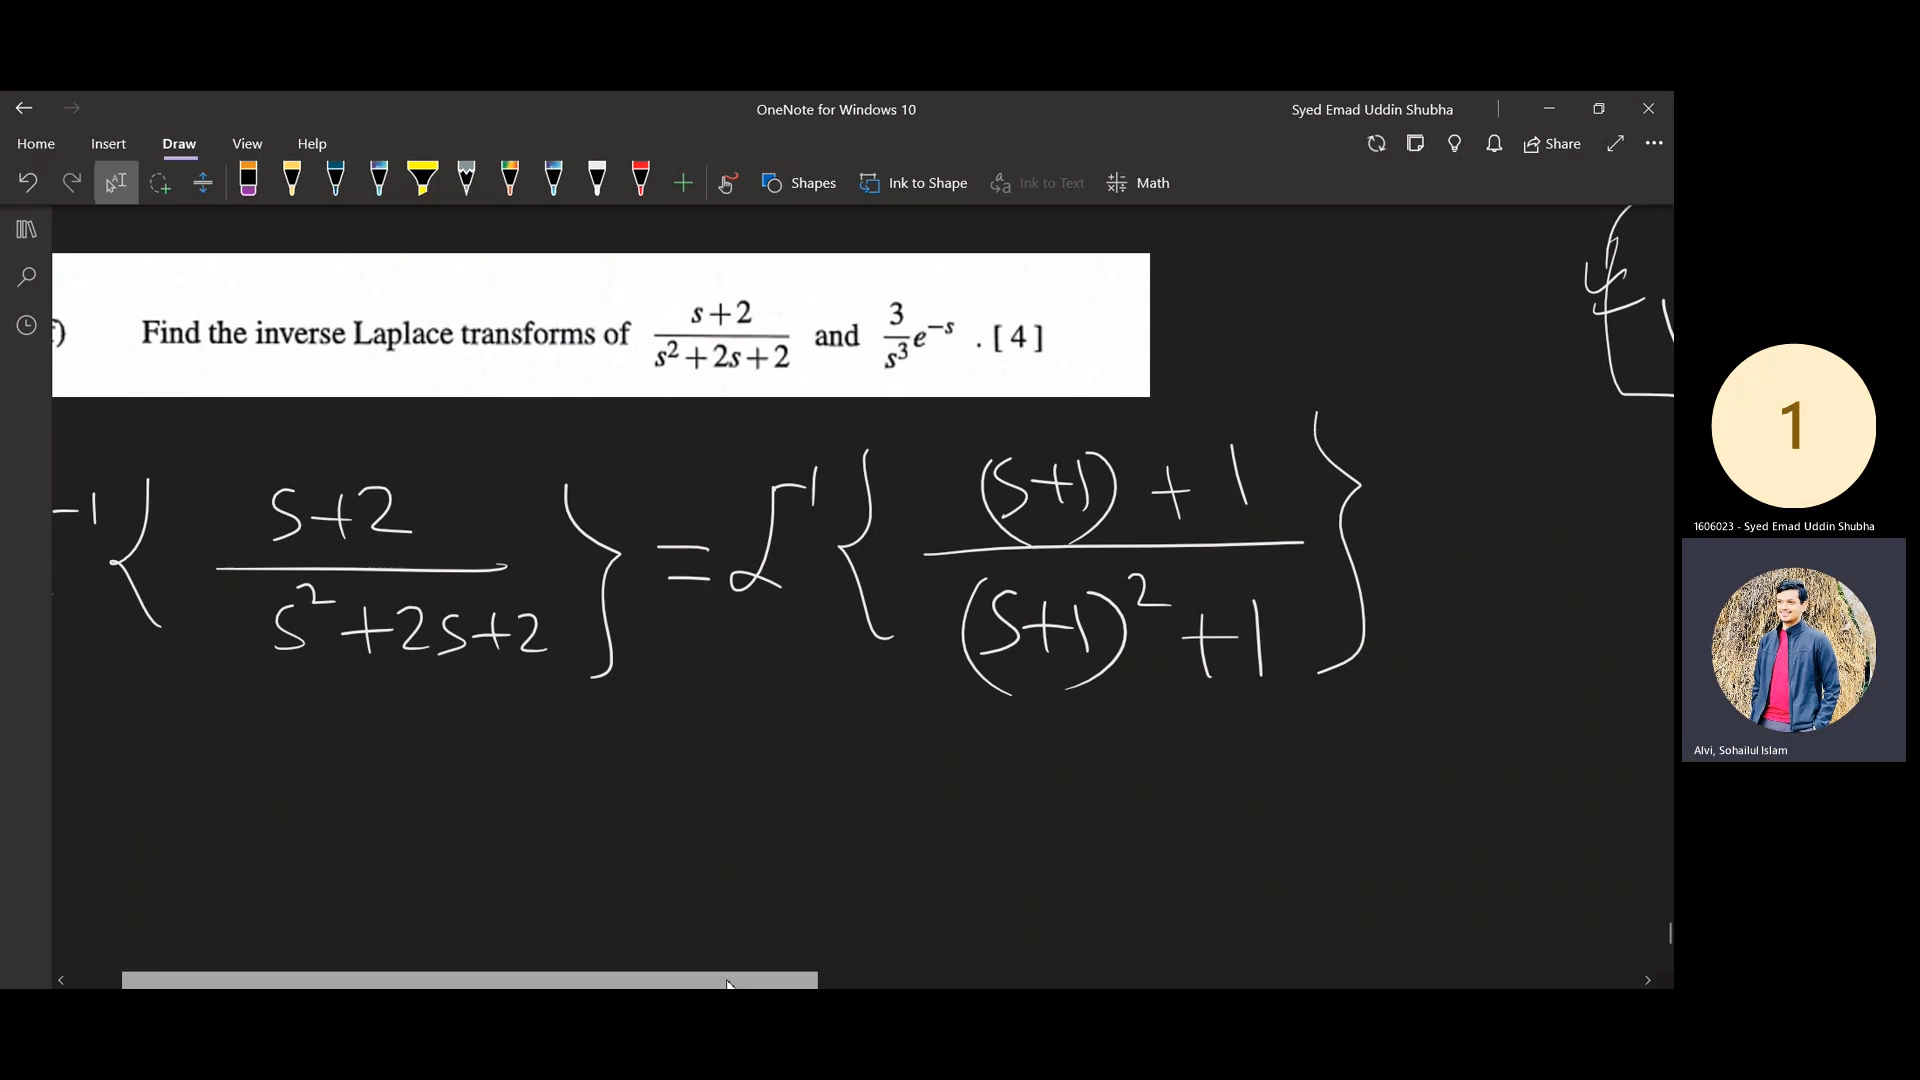 OneNote for Windows 10
Syed Emad Uddin Shubha
Home Insert Draw View Help
Share
Shapes Ink to Shape Ink to Text Math
f) Find the inverse Laplace transforms of (s+2)/(s²+2s+2) and 3/s³ e^{-s} . [4]
^{-1} { (s+2)/(s²+2s+2) } = ℒ^{-1} { ((s+1) + 1)/((s+1)² + 1) }
1
1606023 - Syed Emad Uddin Shubha
Alvi, Sohailul Islam